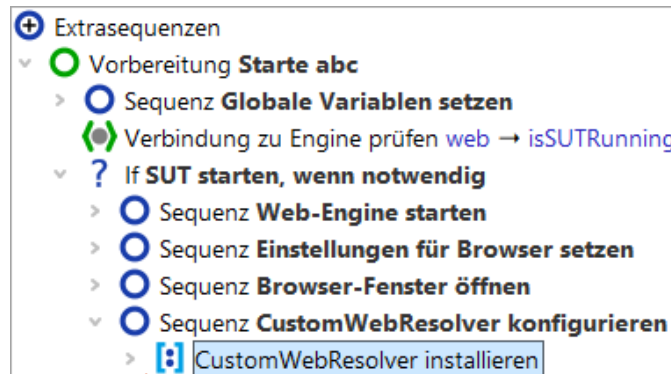 Extrasequenzen
Vorbereitung Starte abc
Sequenz Globale Variablen setzen
Verbindung zu Engine prüfen web → isSUTRunning
? If SUT starten, wenn notwendig
Sequenz Web-Engine starten
Sequenz Einstellungen für Browser setzen
Sequenz Browser-Fenster öffnen
Sequenz CustomWebResolver konfigurieren
CustomWebResolver installieren